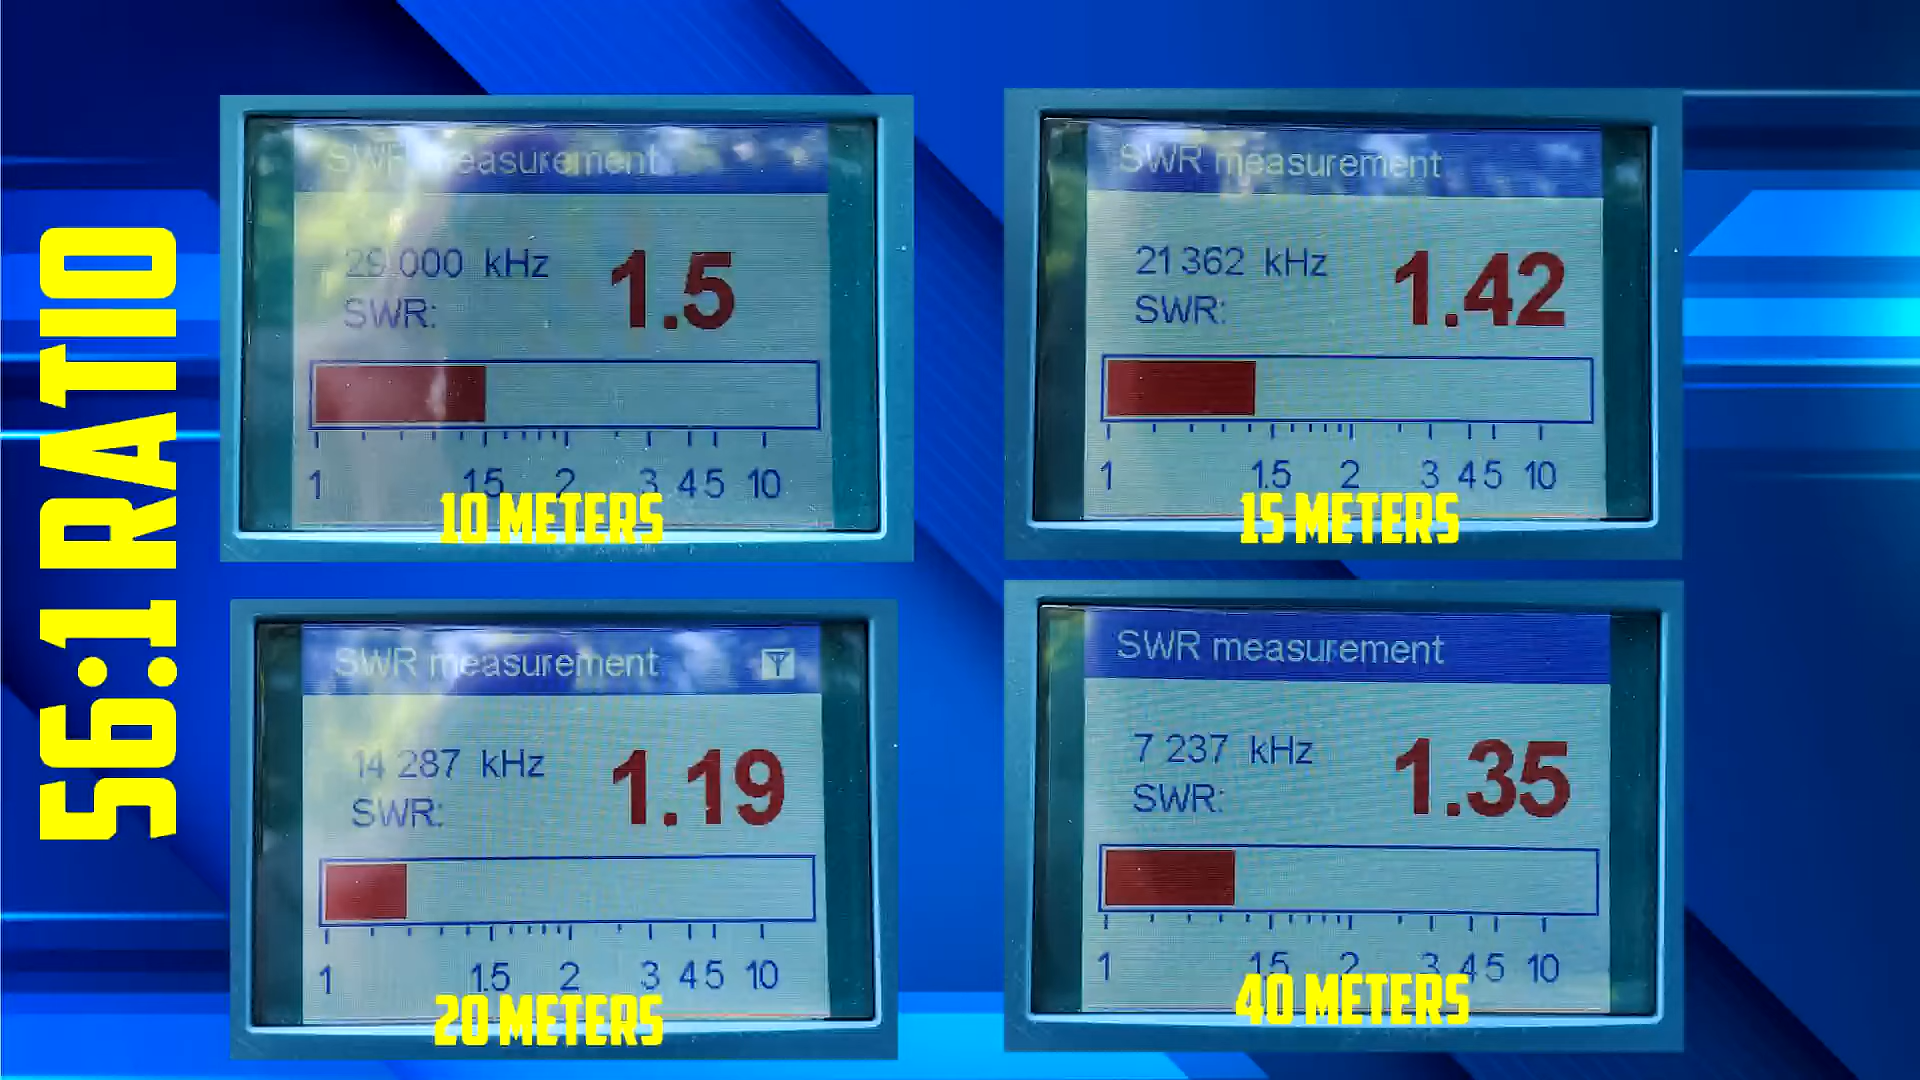 56:1 RATIO
SWR measurement
29 000 kHz
SWR:
1.5
1 1.5 2 3 4 5 10
10 METERS
SWR measurement
21 362 kHz
SWR:
1.42
1 1.5 2 3 4 5 10
15 METERS
SWR measurement
14 287 kHz
SWR:
1.19
1 1.5 2 3 4 5 10
20 METERS
SWR measurement
7 237 kHz
SWR:
1.35
1 1.5 2 3 4 5 10
40 METERS